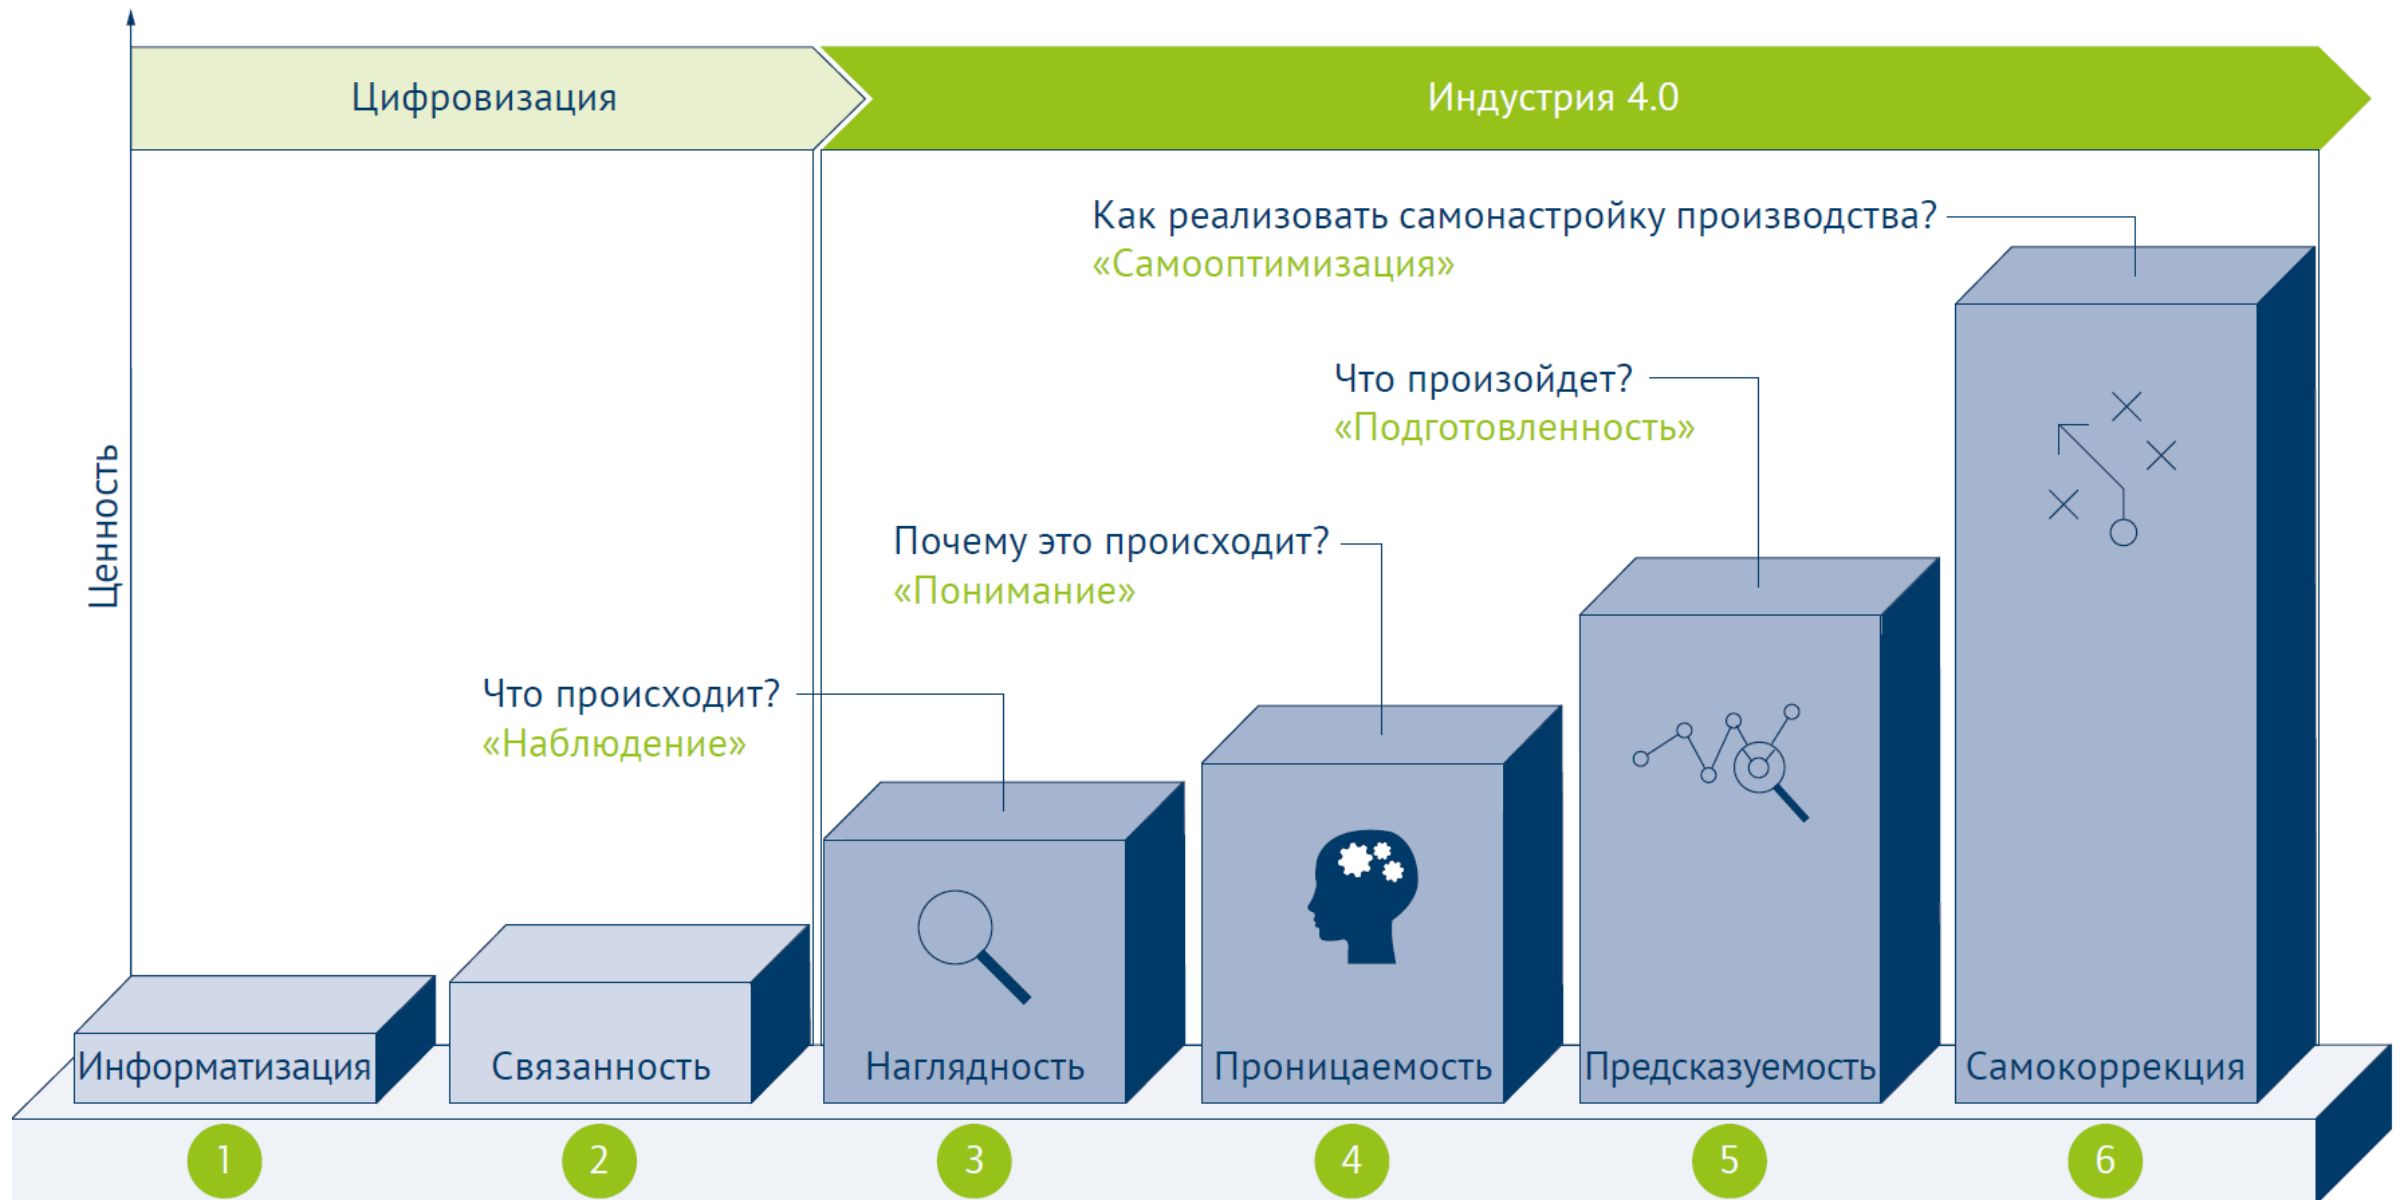 Цифровизация
Индустрия 4.0
Как реализовать самонастройку производства?
«Самооптимизация»
Что произойдет?
«Подготовленность»
Почему это происходит?
«Понимание»
Что происходит?
«Наблюдение»
Ценность
Информатизация
Связанность
Наглядность
Проницаемость
Предсказуемость
Самокоррекция
1
2
3
4
5
6